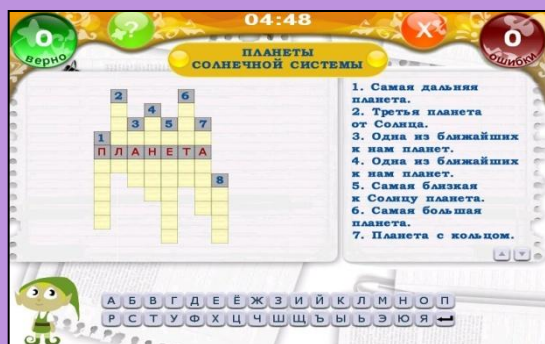 04:48
0
верно
?
X
0
ошибки
ПЛАНЕТЫ
СОЛНЕЧНОЙ СИСТЕМЫ
2
6
4
3
5
7
1
ПЛАНЕТА
8
1. Самая дальняя
планета.
2. Третья планета
от Солнца.
3. Одна из ближайших
к нам планет.
4. Одна из ближайших
к нам планет.
5. Самая близкая
к Солнцу планета.
6. Самая большая
планета.
7. Планета с кольцом.
А Б В Г Д Е Ё Ж З И Й К Л М Н О П
Р С Т У Ф Х Ц Ч Ш Щ Ъ Ы Ь Э Ю Я